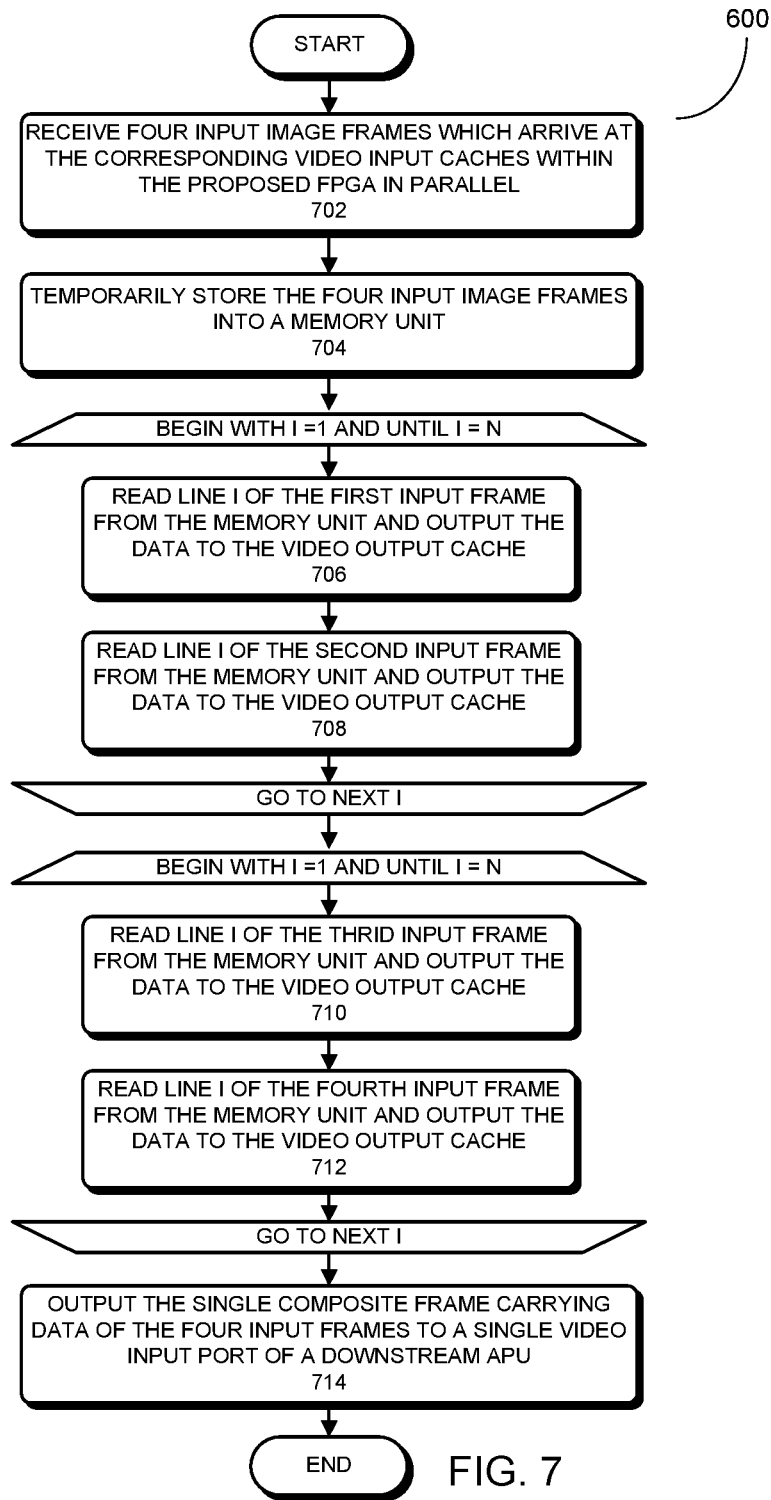 600
START
RECEIVE FOUR INPUT IMAGE FRAMES WHICH ARRIVE AT
THE CORRESPONDING VIDEO INPUT CACHES WITHIN
THE PROPOSED FPGA IN PARALLEL
702
TEMPORARILY STORE THE FOUR INPUT IMAGE FRAMES
INTO A MEMORY UNIT
704
BEGIN WITH I =1 AND UNTIL I = N
READ LINE I OF THE FIRST INPUT FRAME
FROM THE MEMORY UNIT AND OUTPUT THE
DATA TO THE VIDEO OUTPUT CACHE
706
READ LINE I OF THE SECOND INPUT FRAME
FROM THE MEMORY UNIT AND OUTPUT THE
DATA TO THE VIDEO OUTPUT CACHE
708
GO TO NEXT I
BEGIN WITH I =1 AND UNTIL I = N
READ LINE I OF THE THRID INPUT FRAME
FROM THE MEMORY UNIT AND OUTPUT THE
DATA TO THE VIDEO OUTPUT CACHE
710
READ LINE I OF THE FOURTH INPUT FRAME
FROM THE MEMORY UNIT AND OUTPUT THE
DATA TO THE VIDEO OUTPUT CACHE
712
GO TO NEXT I
OUTPUT THE SINGLE COMPOSITE FRAME CARRYING
DATA OF THE FOUR INPUT FRAMES TO A SINGLE VIDEO
INPUT PORT OF A DOWNSTREAM APU
714
END
FIG. 7